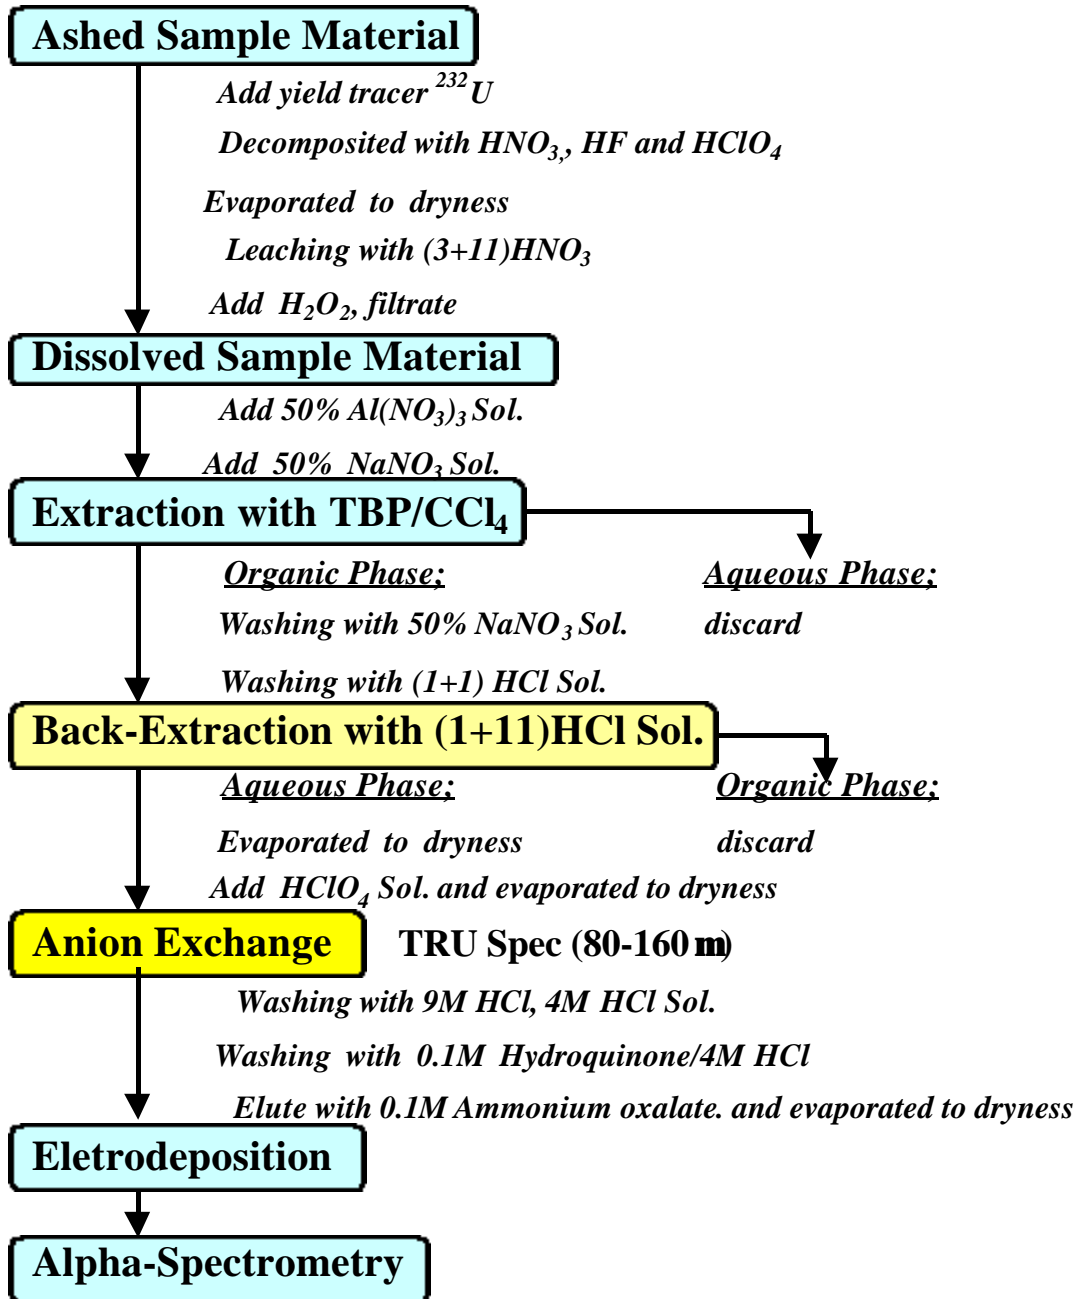 Ashed Sample Material
Add yield tracer ²³²U
Decomposited with HNO₃,, HF and HClO₄
Evaporated to dryness
Leaching with (3+11)HNO₃
Add H₂O₂, filtrate
Dissolved Sample Material
Add 50% Al(NO₃)₃ Sol.
Add 50% NaNO₃ Sol.
Extraction with TBP/CCl₄
Organic Phase; Aqueous Phase;
Washing with 50% NaNO₃ Sol. discard
Washing with (1+1) HCl Sol.
Back-Extraction with (1+11)HCl Sol.
Aqueous Phase; Organic Phase;
Evaporated to dryness discard
Add HClO₄ Sol. and evaporated to dryness
Anion Exchange TRU Spec (80-160 m)
Washing with 9M HCl, 4M HCl Sol.
Washing with 0.1M Hydroquinone/4M HCl
Elute with 0.1M Ammonium oxalate. and evaporated to dryness
Eletrodeposition
Alpha-Spectrometry